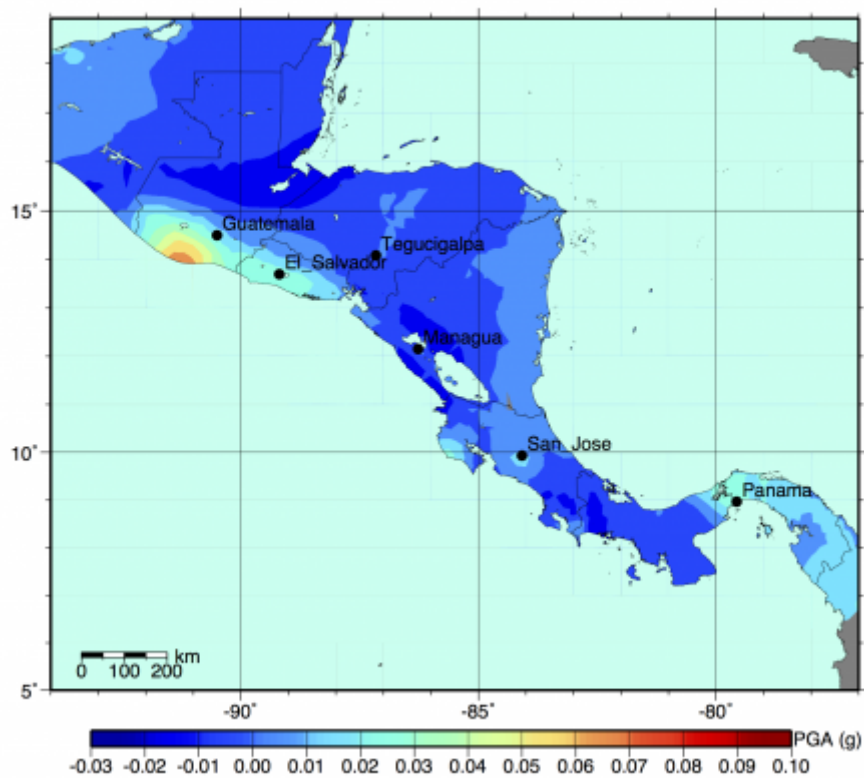 15°
10°
5°
-90°
-85°
-80°
Guatemala
El_Salvador
Tegucigalpa
Managua
San_Jose
Panama
km
0 100 200
PGA (g)
-0.03 -0.02 -0.01 0.00 0.01 0.02 0.03 0.04 0.05 0.06 0.07 0.08 0.09 0.10